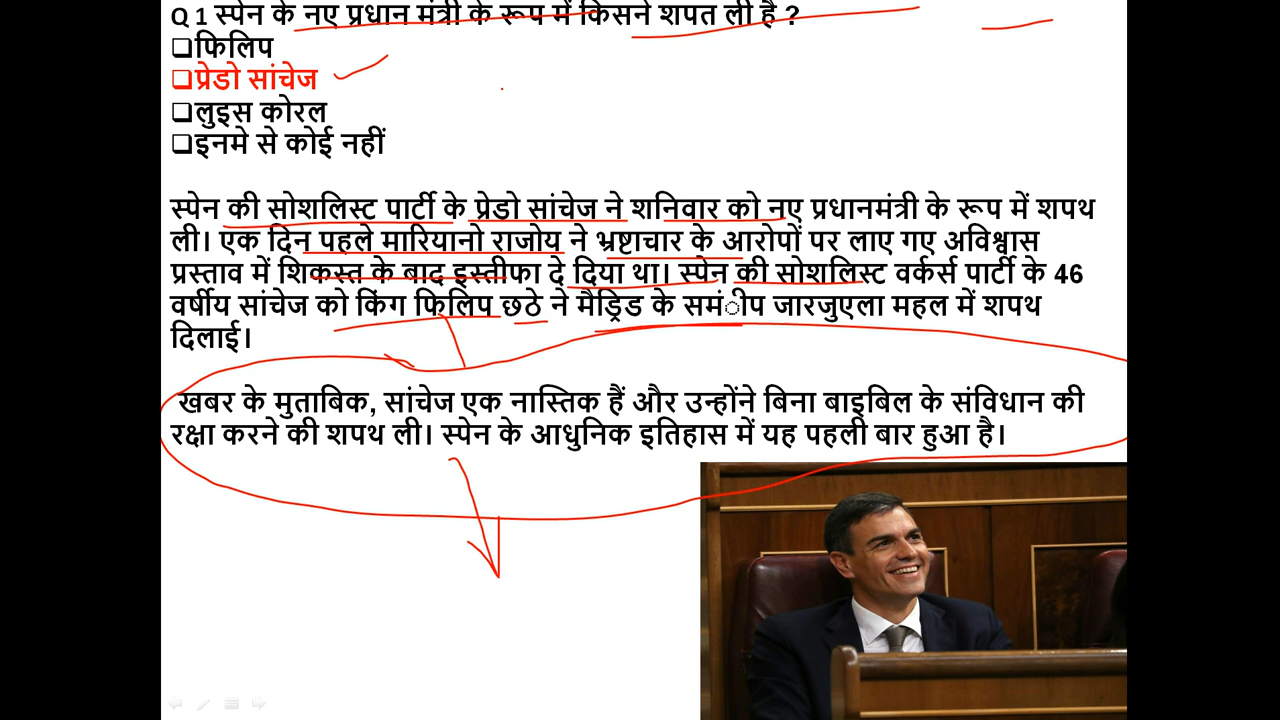 Q 1 स्पेन के नए प्रधान मंत्री के रूप में किसने शपत ली है ?
❑फिलिप
❑प्रेडो सांचेज
❑लुइस कोरल
❑इनमे से कोई नहीं
स्पेन की सोशलिस्ट पार्टी के प्रेडो सांचेज ने शनिवार को नए प्रधानमंत्री के रूप में शपथ
ली। एक दिन पहले मारियानो राजोय ने भ्रष्टाचार के आरोपों पर लाए गए अविश्वास
प्रस्ताव में शिकस्त के बाद इस्तीफा दे दिया था। स्पेन की सोशलिस्ट वर्कर्स पार्टी के 46
वर्षीय सांचेज को किंग फिलिप छठे ने मैड्रिड के समंीप जारजुएला महल में शपथ
दिलाई।
खबर के मुताबिक, सांचेज एक नास्तिक हैं और उन्होंने बिना बाइबिल के संविधान की
रक्षा करने की शपथ ली। स्पेन के आधुनिक इतिहास में यह पहली बार हुआ है।